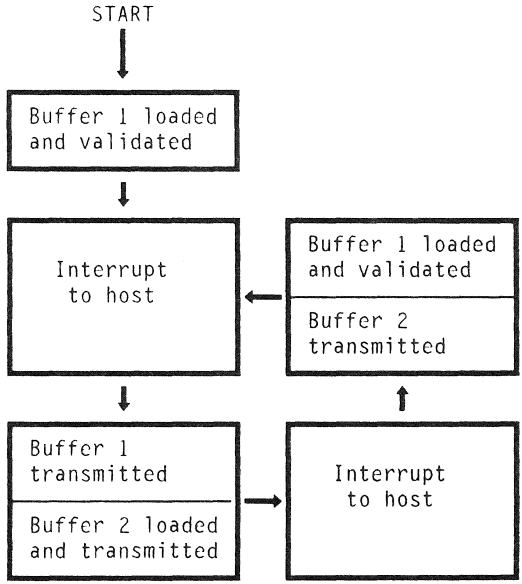 START
Buffer 1 loaded
and validated
Interrupt
to host
Buffer 1 loaded
and validated
Buffer 2
transmitted
Buffer 1
transmitted
Buffer 2 loaded
and transmitted
Interrupt
to host